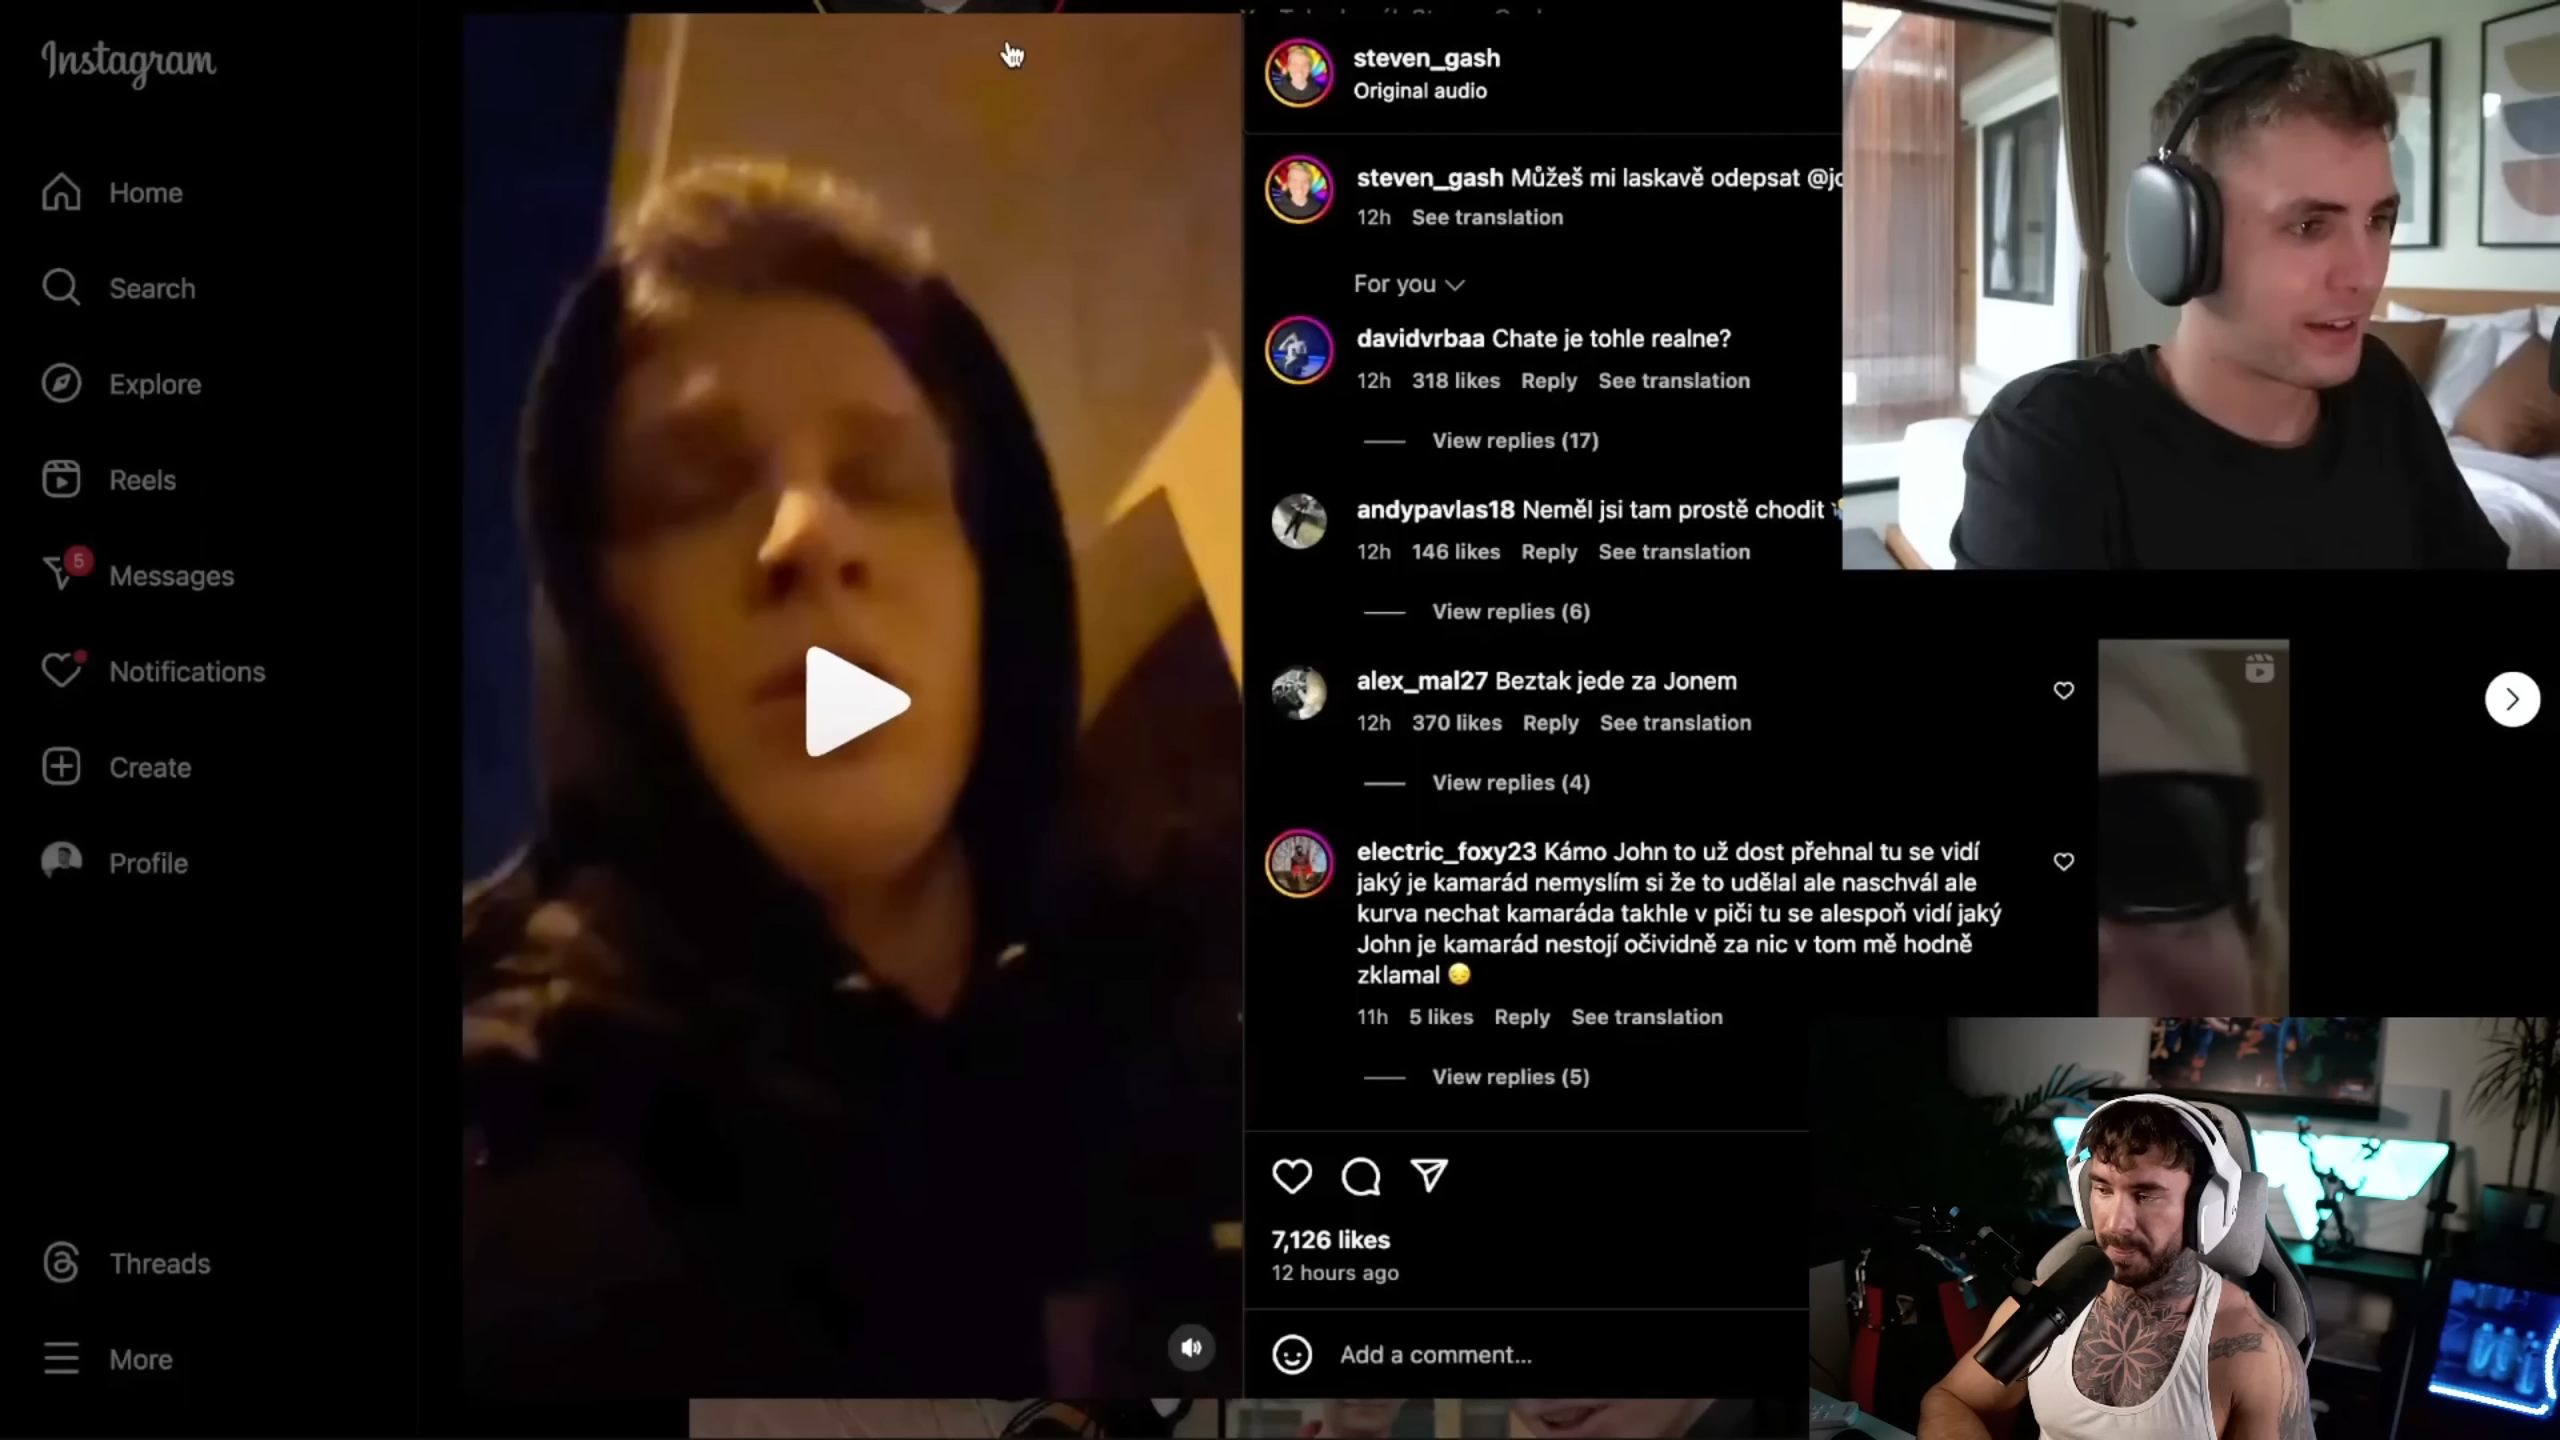 Instagram
Home
Search
Explore
Reels
5
Messages
Notifications
Create
Profile
Threads
More
steven_gash
Original audio
steven_gash Můžeš mi laskavě odepsat
12h See translation
For you
davidvrbaa Chate je tohle realne?
12h 318 likes Reply See translation
View replies (17)
andypavlas18 Neměl jsi tam prostě chodit
12h 146 likes Reply See translation
View replies (6)
alex_mal27 Beztak jede za Jonem
12h 370 likes Reply See translation
View replies (4)
electric_foxy23 Kámo John to už dost přehnal tu se vidí
jaký je kamarád nemyslím si že to udělal ale naschvál ale
kurva nechat kamaráda takhle v piči tu se alespoň vidí jaký
John je kamarád nestojí očividně za nic v tom mě hodně
zklamal 😔
11h 5 likes Reply See translation
View replies (5)
7,126 likes
12 hours ago
Add a comment...